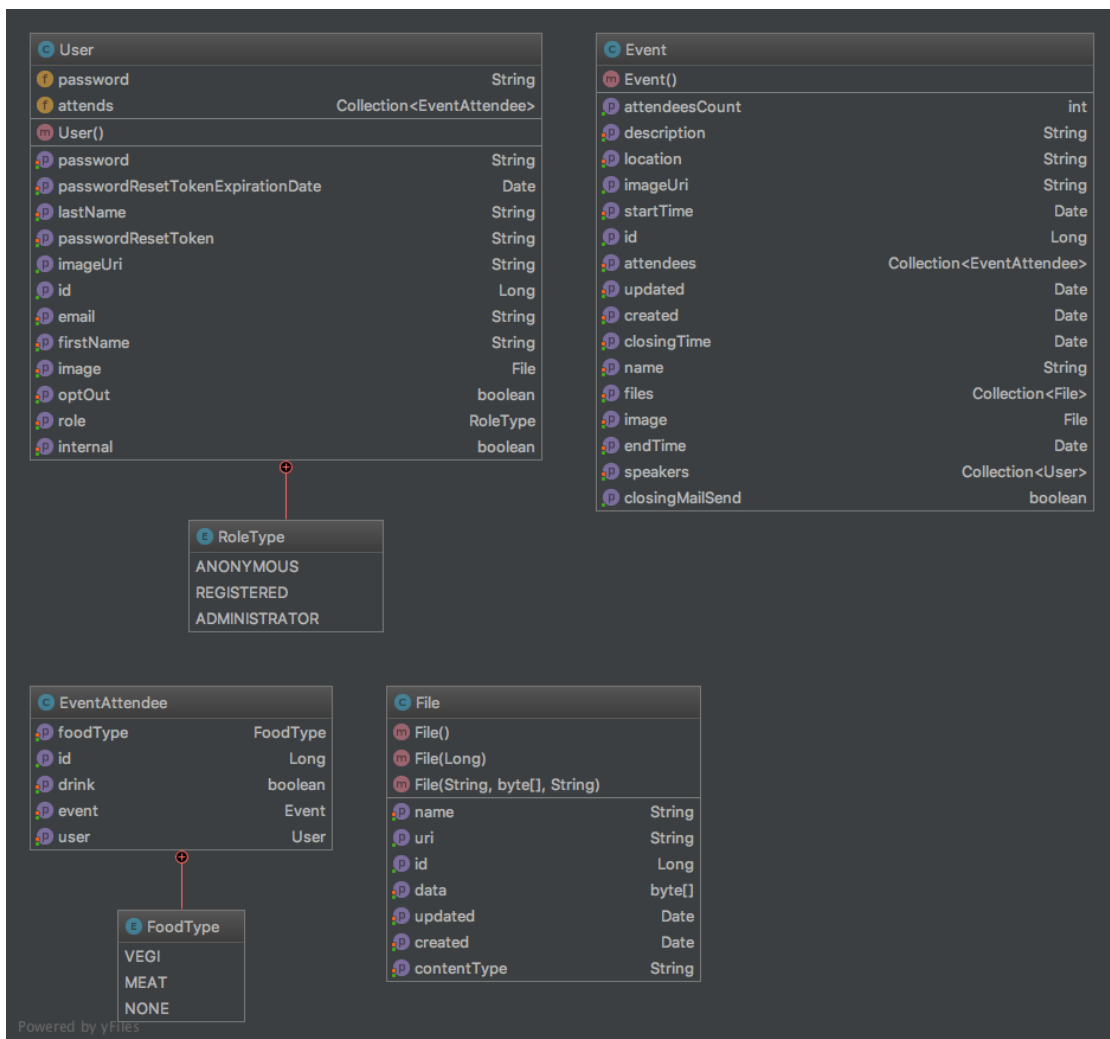 User
password String
attends Collection<EventAttendee>
User()
password String
passwordResetTokenExpirationDate Date
lastName String
passwordResetToken String
imageUri String
id Long
email String
firstName String
image File
optOut boolean
role RoleType
internal boolean
RoleType
ANONYMOUS
REGISTERED
ADMINISTRATOR
Event
Event()
attendeesCount int
description String
location String
imageUri String
startTime Date
id Long
attendees Collection<EventAttendee>
updated Date
created Date
closingTime Date
name String
files Collection<File>
image File
endTime Date
speakers Collection<User>
closingMailSend boolean
EventAttendee
foodType FoodType
id Long
drink boolean
event Event
user User
FoodType
VEGI
MEAT
NONE
File
File()
File(Long)
File(String, byte[], String)
name String
uri String
id Long
data byte[]
updated Date
created Date
contentType String
Powered by yFiles